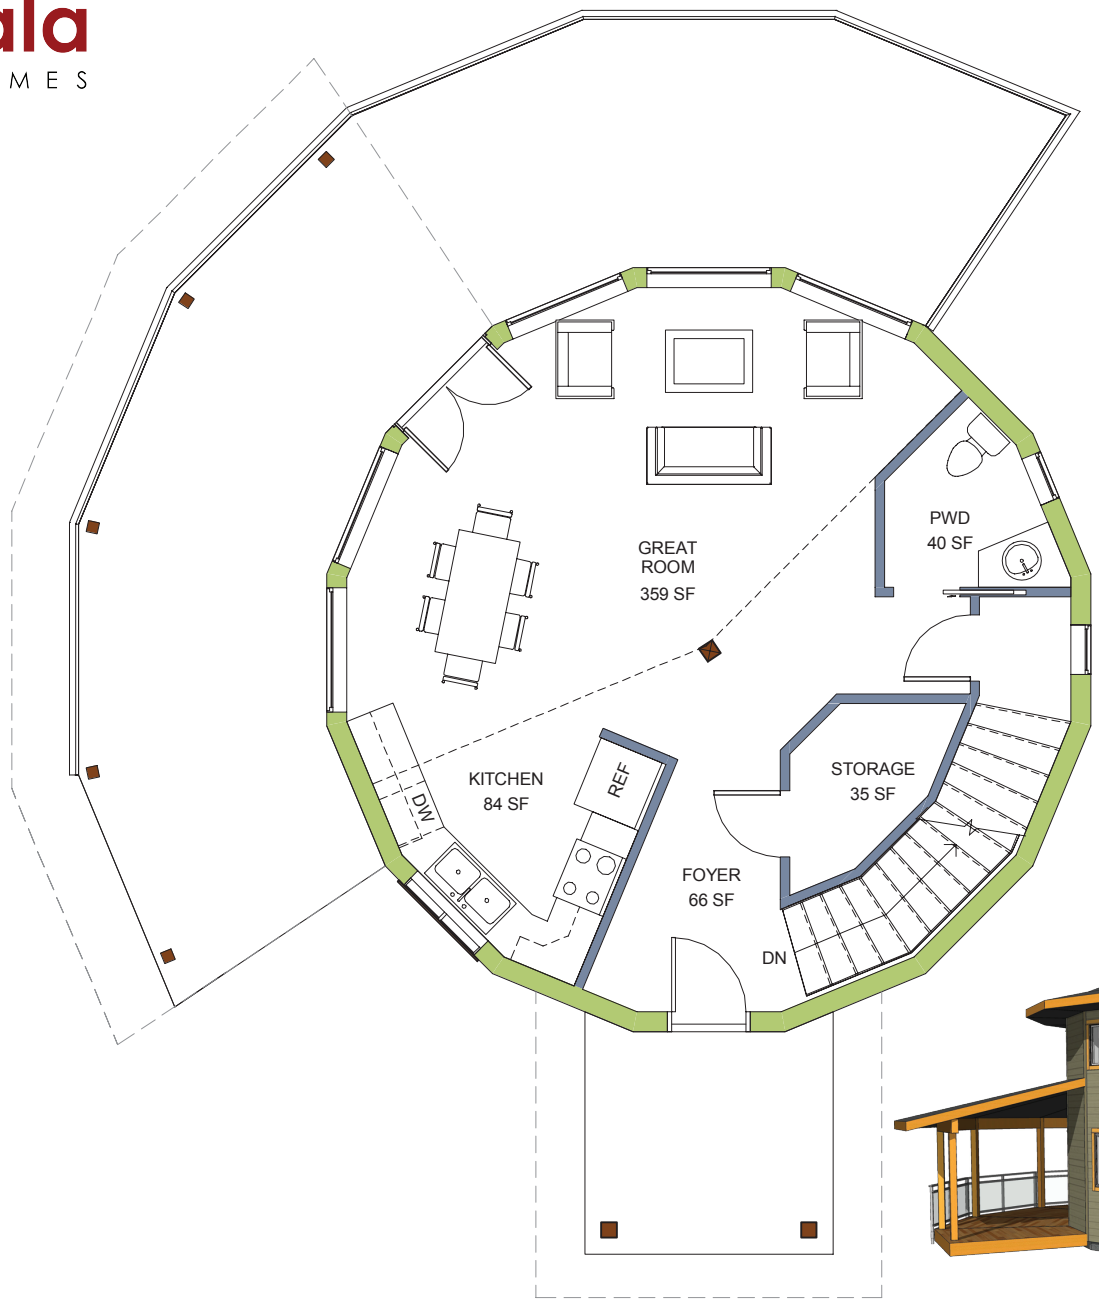 ala
MES
PWD
40 SF
GREAT
ROOM
359 SF
KITCHEN
84 SF
REF
DW
STORAGE
35 SF
FOYER
66 SF
DN